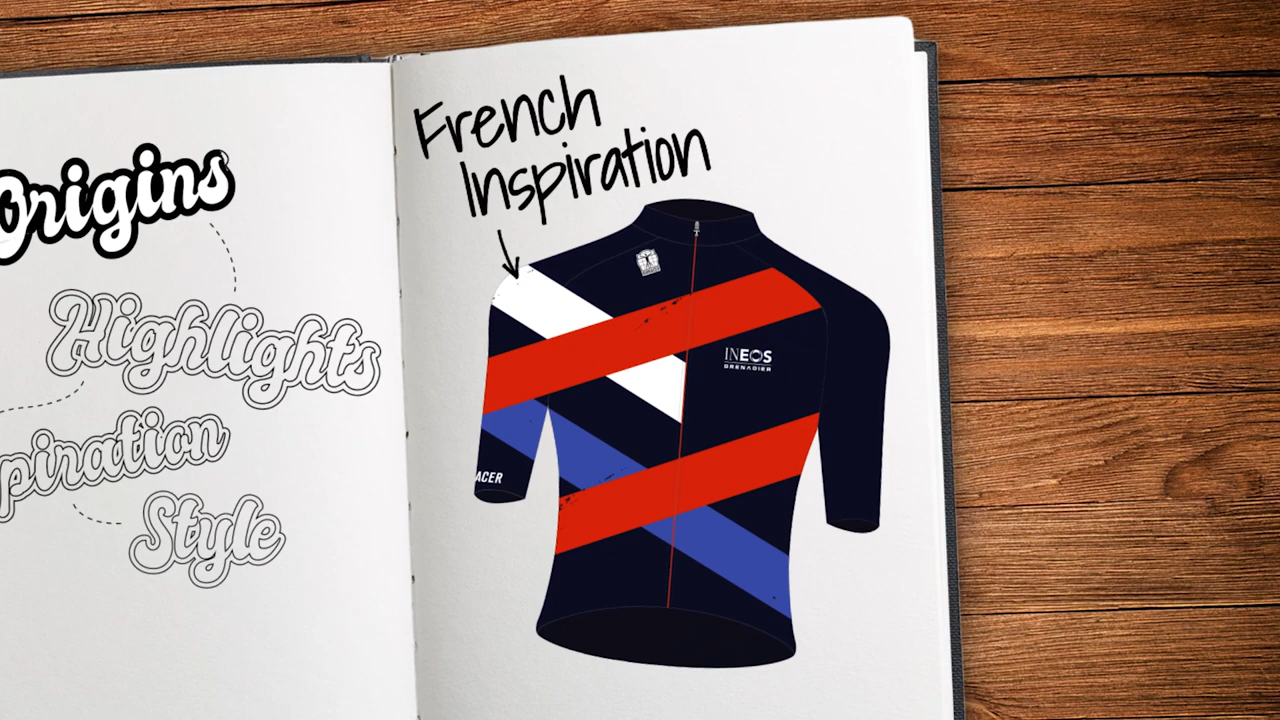 Origins
Highlights
piration
Style
French
Inspiration
INEOS
GRENADIER
ACER